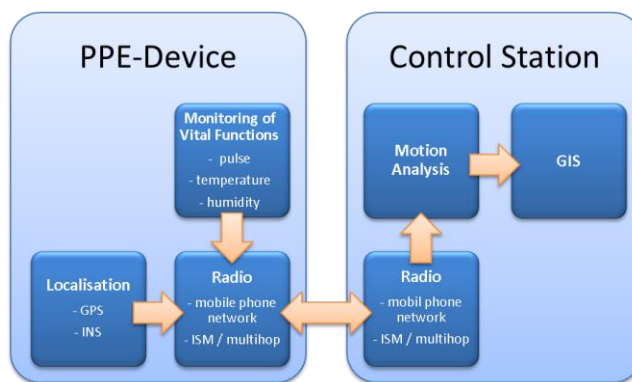 PPE-Device
Monitoring of
Vital Functions
- pulse
- temperature
- humidity
Localisation
- GPS
- INS
Radio
- mobile phone
network
- ISM / multihop
Control Station
Motion
Analysis
GIS
Radio
- mobil phone
network
- ISM / multihop